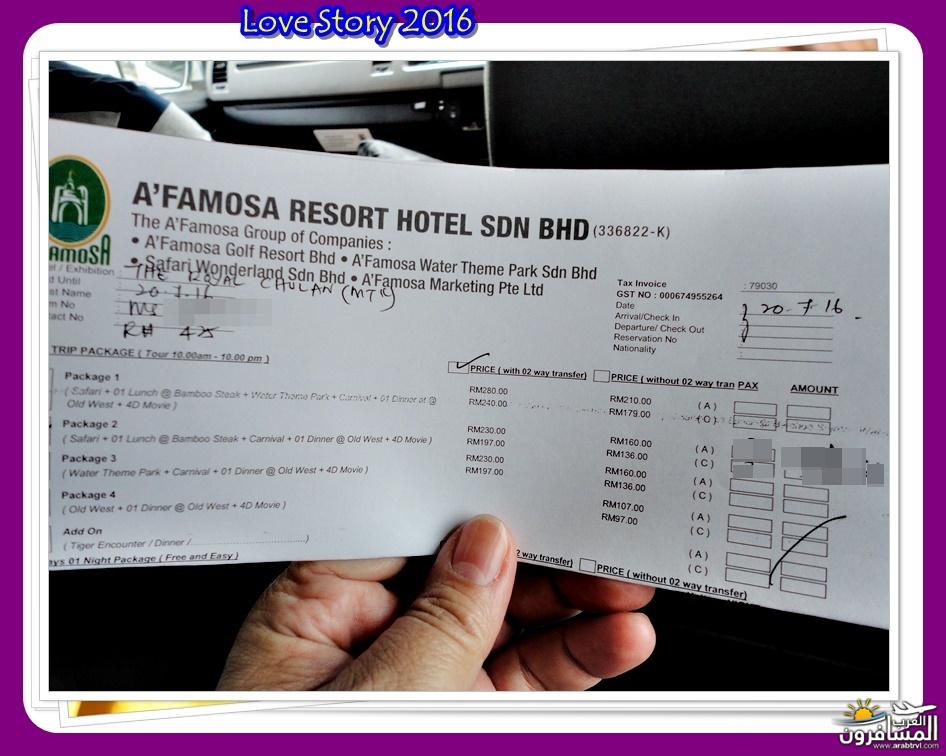 Love Story 2016
A'FAMOSA RESORT HOTEL SDN BHD (336822-K)
The A'Famosa Group of Companies :
• A'Famosa Golf Resort Bhd • A'Famosa Water Theme Park Sdn Bhd
• Safari Wonderland Sdn Bhd • A'Famosa Marketing Pte Ltd
AMOSA
/ Exhibition : THE ROYAL CHULAN
Until 20-7-16
Name
No
act No RM 425
Tax Invoice : 79030
GST NO : 000674955264
Date
Arrival/Check In 20-7-16
Departure/ Check Out
Reservation No
Nationality
TRIP PACKAGE ( Tour 10.00am - 10.00 pm )
PRICE ( with 02 way transfer) PRICE ( without 02 way tran PAX AMOUNT
Package 1 RM280.00 RM210.00 ( A )
( Safari + 01 Lunch @ Bamboo Steak + Water Theme Park + Carnival + 01 Dinner at @ RM240.00 RM179.00 ( C )
Old West + 4D Movie )
Package 2 RM230.00 RM160.00 ( A )
( Safari + 01 Lunch @ Bamboo Steak + Carnival + 01 Dinner @ Old West + 4D Movie ) RM197.00 RM136.00 ( C )
Package 3 RM230.00 RM160.00 ( A )
( Water Theme Park + Carnival + 01 Dinner @ Old West + 4D Movie ) RM197.00 RM136.00 ( C )
Package 4 RM107.00 ( A )
( Old West + 01 Dinner @ Old West + 4D Movie ) RM97.00 ( C )
Add On ( A )
( Tiger Encounter / Dinner /..............................) ( C )
ays 01 Night Package ( Free and Easy )
2 way transfer) PRICE ( without 02 way transfer)
العرب
المسافرون
www.arabtrvl.com